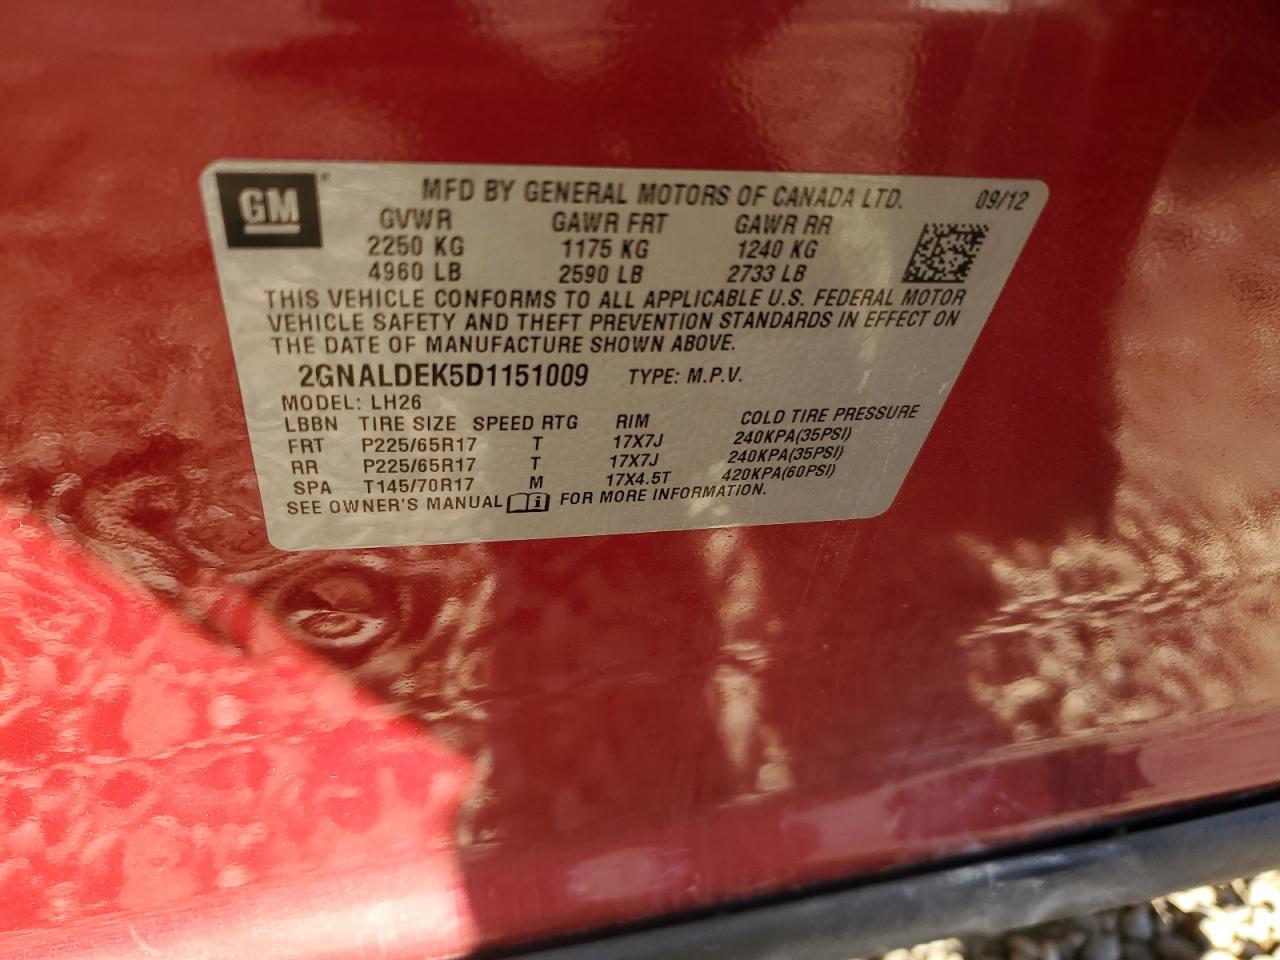 GM ® MFD BY GENERAL MOTORS OF CANADA LTD. 09/12
GVWR GAWR FRT GAWR RR
2250 KG 1175 KG 1240 KG
4960 LB 2590 LB 2733 LB
THIS VEHICLE CONFORMS TO ALL APPLICABLE U.S. FEDERAL MOTOR
VEHICLE SAFETY AND THEFT PREVENTION STANDARDS IN EFFECT ON
THE DATE OF MANUFACTURE SHOWN ABOVE.
2GNALDEK5D1151009 TYPE: M.P.V.
MODEL: LH26
LBBN TIRE SIZE SPEED RTG RIM COLD TIRE PRESSURE
FRT P225/65R17 T 17X7J 240KPA(35PSI)
RR P225/65R17 T 17X7J 240KPA(35PSI)
SPA T145/70R17 M 17X4.5T 420KPA(60PSI)
SEE OWNER'S MANUAL i FOR MORE INFORMATION.